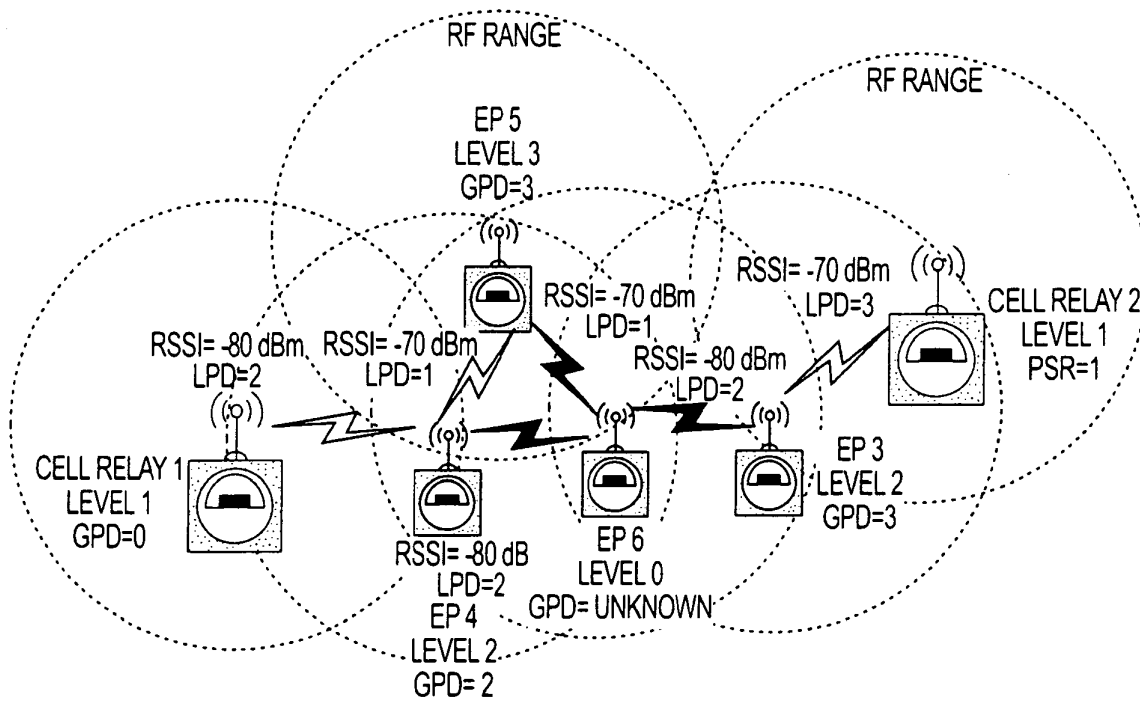 RF RANGE
RF RANGE
EP 5
LEVEL 3
GPD=3
RSSI= -80 dBm
LPD=2
RSSI= -70 dBm
LPD=1
RSSI= -70 dBm
LPD=1
RSSI= -80 dBm
LPD=2
RSSI= -70 dBm
LPD=3
CELL RELAY 2
LEVEL 1
PSR=1
CELL RELAY 1
LEVEL 1
GPD=0
RSSI= -80 dB
LPD=2
EP 4
LEVEL 2
GPD= 2
EP 6
LEVEL 0
GPD= UNKNOWN
EP 3
LEVEL 2
GPD=3